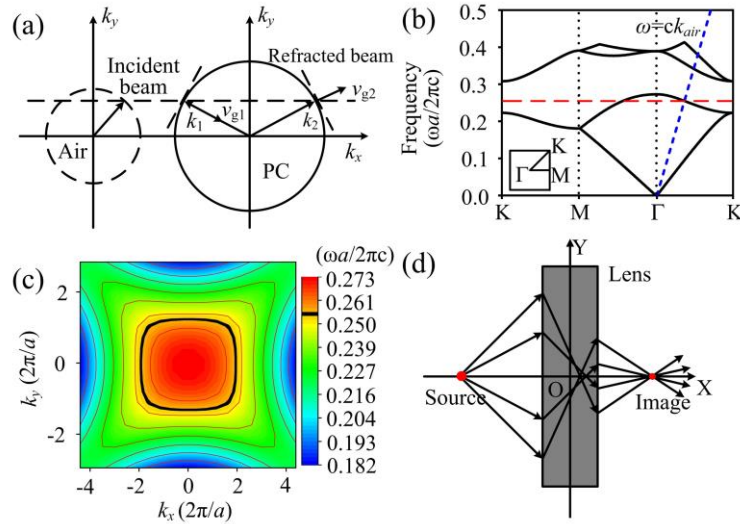 (a)
k_y
k_y
Incident beam
Refracted beam
v_g1
v_g2
k_1
k_2
Air
PC
k_x
(b)
Frequency (ωa/2πc)
0.5
0.4
0.3
0.2
0.1
0.0
ω=ck_air
K
Γ
M
K
M
Γ
K
(c)
(ωa/2πc)
k_y (2π/a)
2
0
-2
-4
-2
0
2
4
k_x (2π/a)
0.273
0.261
0.250
0.239
0.227
0.216
0.204
0.193
0.182
(d)
Y
Lens
O
Source
Image
X